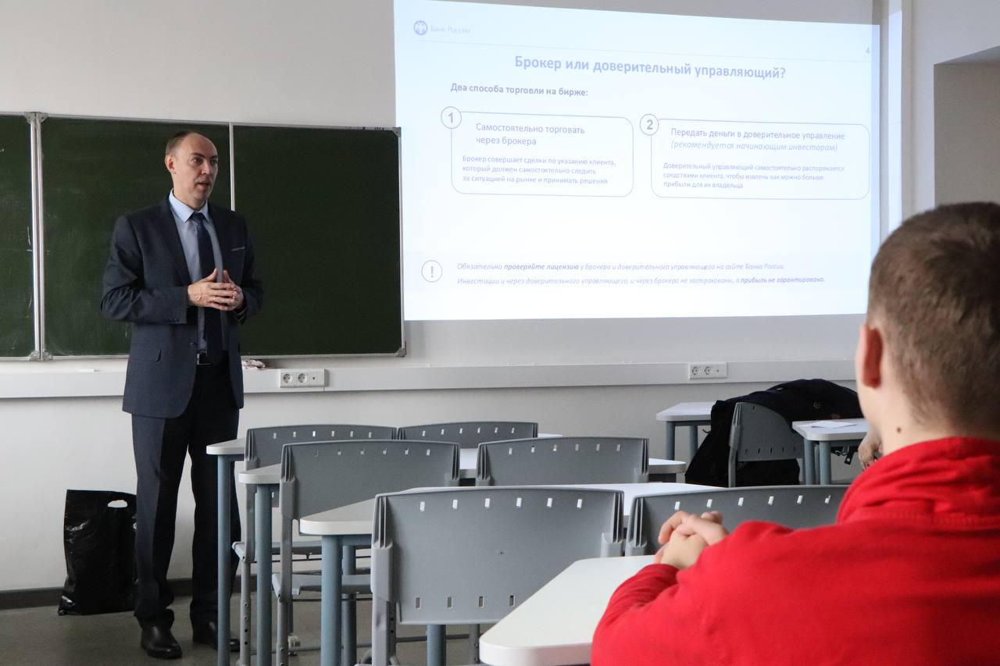 Банк России
4
Брокер или доверительный управляющий?
Два способа торговли на бирже:
1
Самостоятельно торговать
через брокера
Брокер совершает сделки по указанию клиента,
который должен самостоятельно следить
за ситуацией на рынке и принимать решения
2
Передать деньги в доверительное управление
(рекомендуется начинающим инвесторам)
Доверительный управляющий самостоятельно распоряжается
средствами клиента, чтобы извлечь как можно больше
прибыли для их владельца
!
Обязательно проверяйте лицензию у брокера и доверительного управляющего на сайте Банка России.
Инвестиции и через доверительного управляющего, и через брокера не застрахованы, а прибыль не гарантирована.